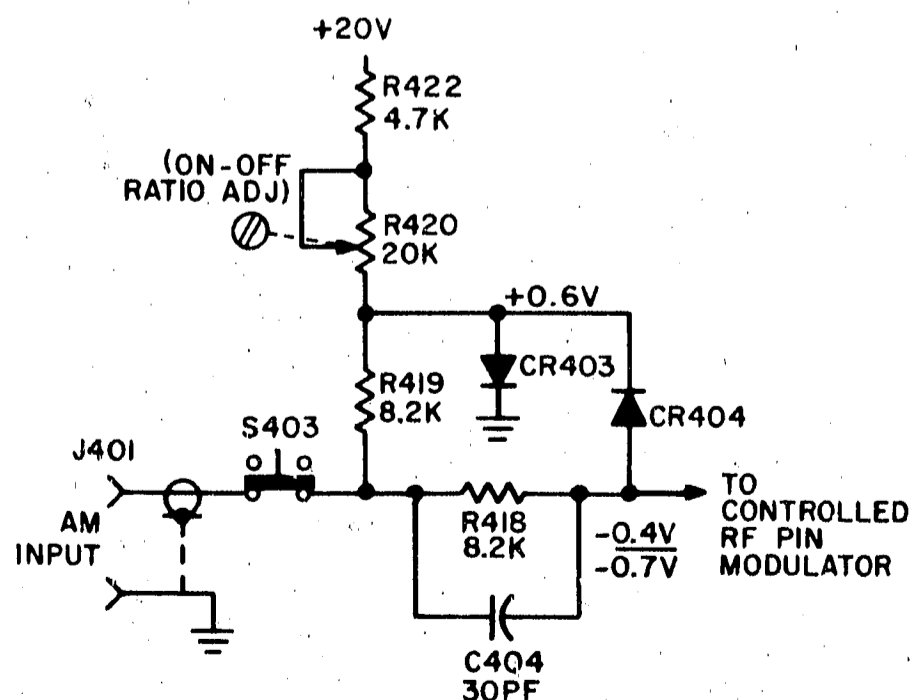 +20V
R422
4.7K
(ON-OFF
RATIO ADJ)
R420
20K
+0.6V
CR403
R419
8.2K
CR404
S403
J401
AM
INPUT
R418
8.2K
-0.4V
-0.7V
TO
CONTROLLED
RF PIN
MODULATOR
C404
30PF